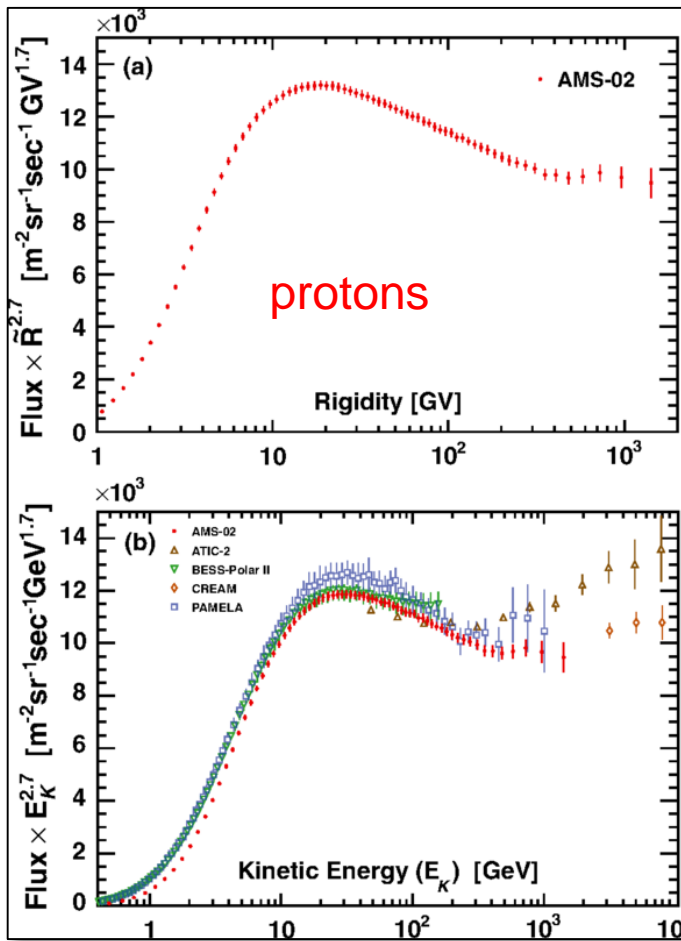 ×10³
14
12
10
8
6
4
2
0
(a)
AMS-02
protons
Rigidity [GV]
Flux × R̃^2.7 [m⁻²sr⁻¹sec⁻¹ GV^1.7]
1
10
10²
10³
×10³
14
12
10
8
6
4
2
0
(b)
AMS-02
ATIC-2
BESS-Polar II
CREAM
PAMELA
Kinetic Energy (E_K) [GeV]
Flux × E_K^2.7 [m⁻²sr⁻¹sec⁻¹GeV^1.7]
1
10
10²
10³
10